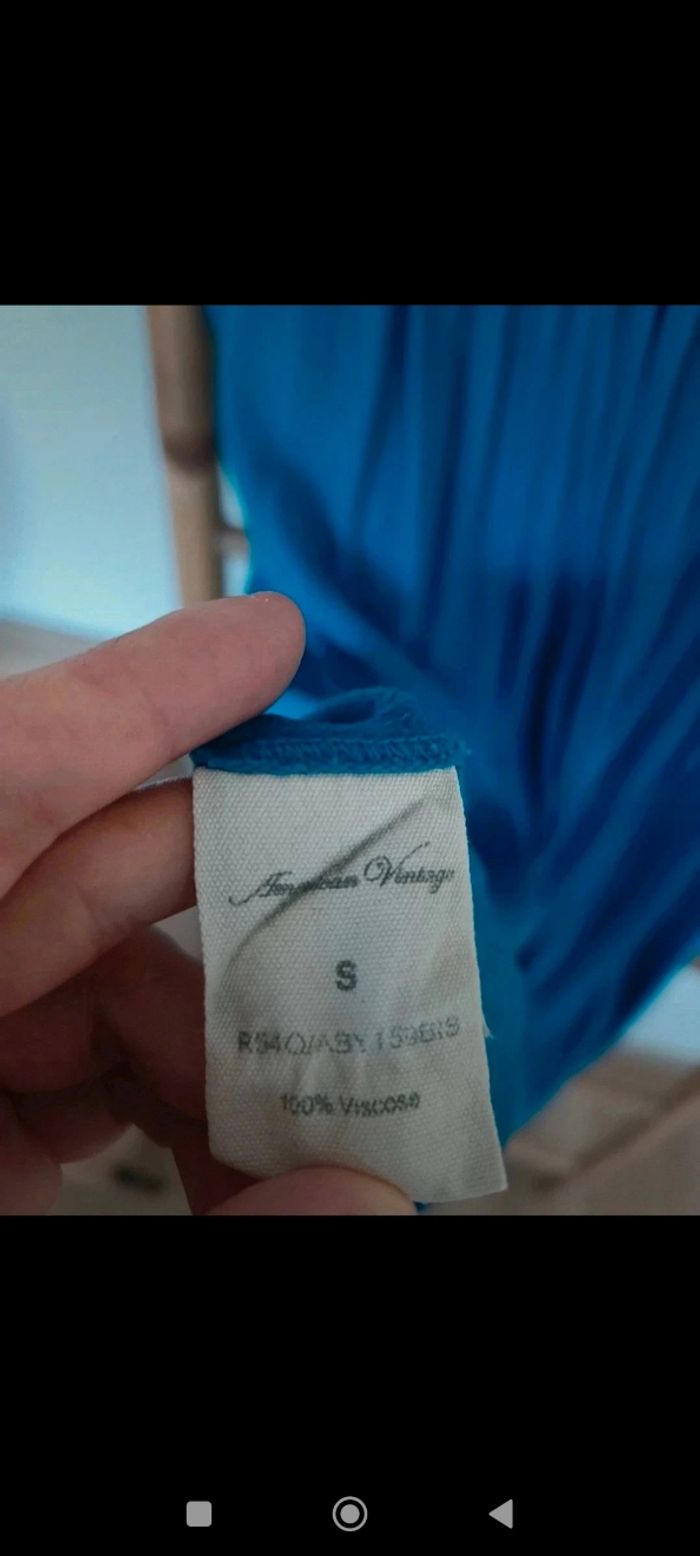 American Vintage
S
100% Viscose